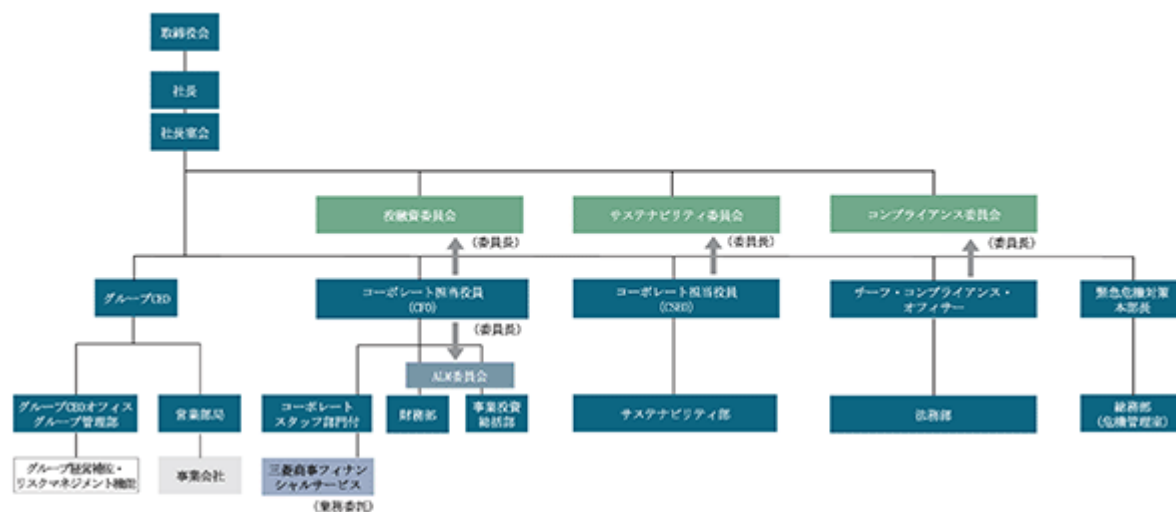 取締役会
社長
社長室会
投融資委員会
サステナビリティ委員会
コンプライアンス委員会
(委員長)
(委員長)
(委員長)
グループCEO
コーポレート担当役員
(CFO)
コーポレート担当役員
(CSEO)
チーフ・コンプライアンス・
オフィサー
緊急危機対策
本部長
(委員長)
ALM委員会
グループCEOオフィス
グループ管理部
営業部局
コーポレート
スタッフ部門付
財務部
事業投資
総括部
サステナビリティ部
法務部
総務部
(危機管理室)
グループ経営補佐・
リスクマネジメント機能
事業会社
三菱商事フィナン
シャルサービス
(業務委託)